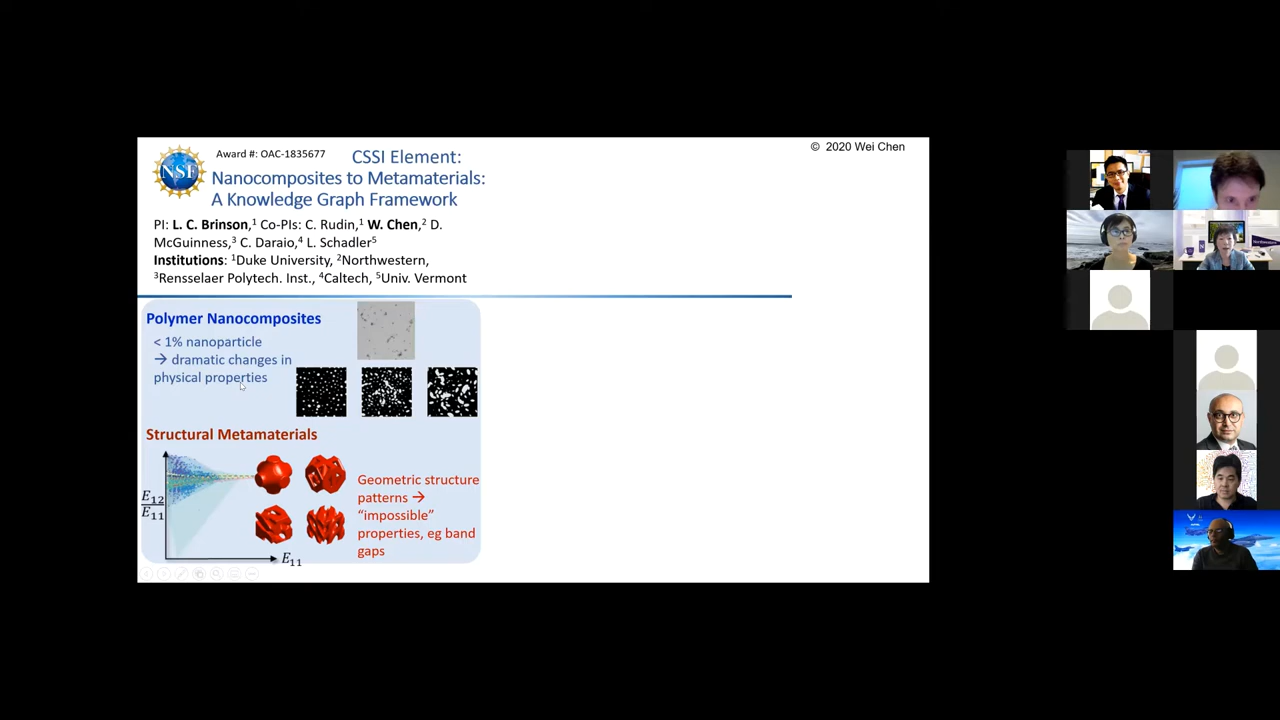 © 2020 Wei Chen
NSF
Award #: OAC-1835677
CSSI Element:
Nanocomposites to Metamaterials:
A Knowledge Graph Framework
PI: L. C. Brinson,¹ Co-PIs: C. Rudin,¹ W. Chen,² D.
McGuinness,³ C. Daraio,⁴ L. Schadler⁵
Institutions: ¹Duke University, ²Northwestern,
³Rensselaer Polytech. Inst., ⁴Caltech, ⁵Univ. Vermont
Polymer Nanocomposites
< 1% nanoparticle
→ dramatic changes in
physical properties
Structural Metamaterials
E₁₂
E₁₁
E₁₁
Geometric structure
patterns →
“impossible”
properties, eg band
gaps